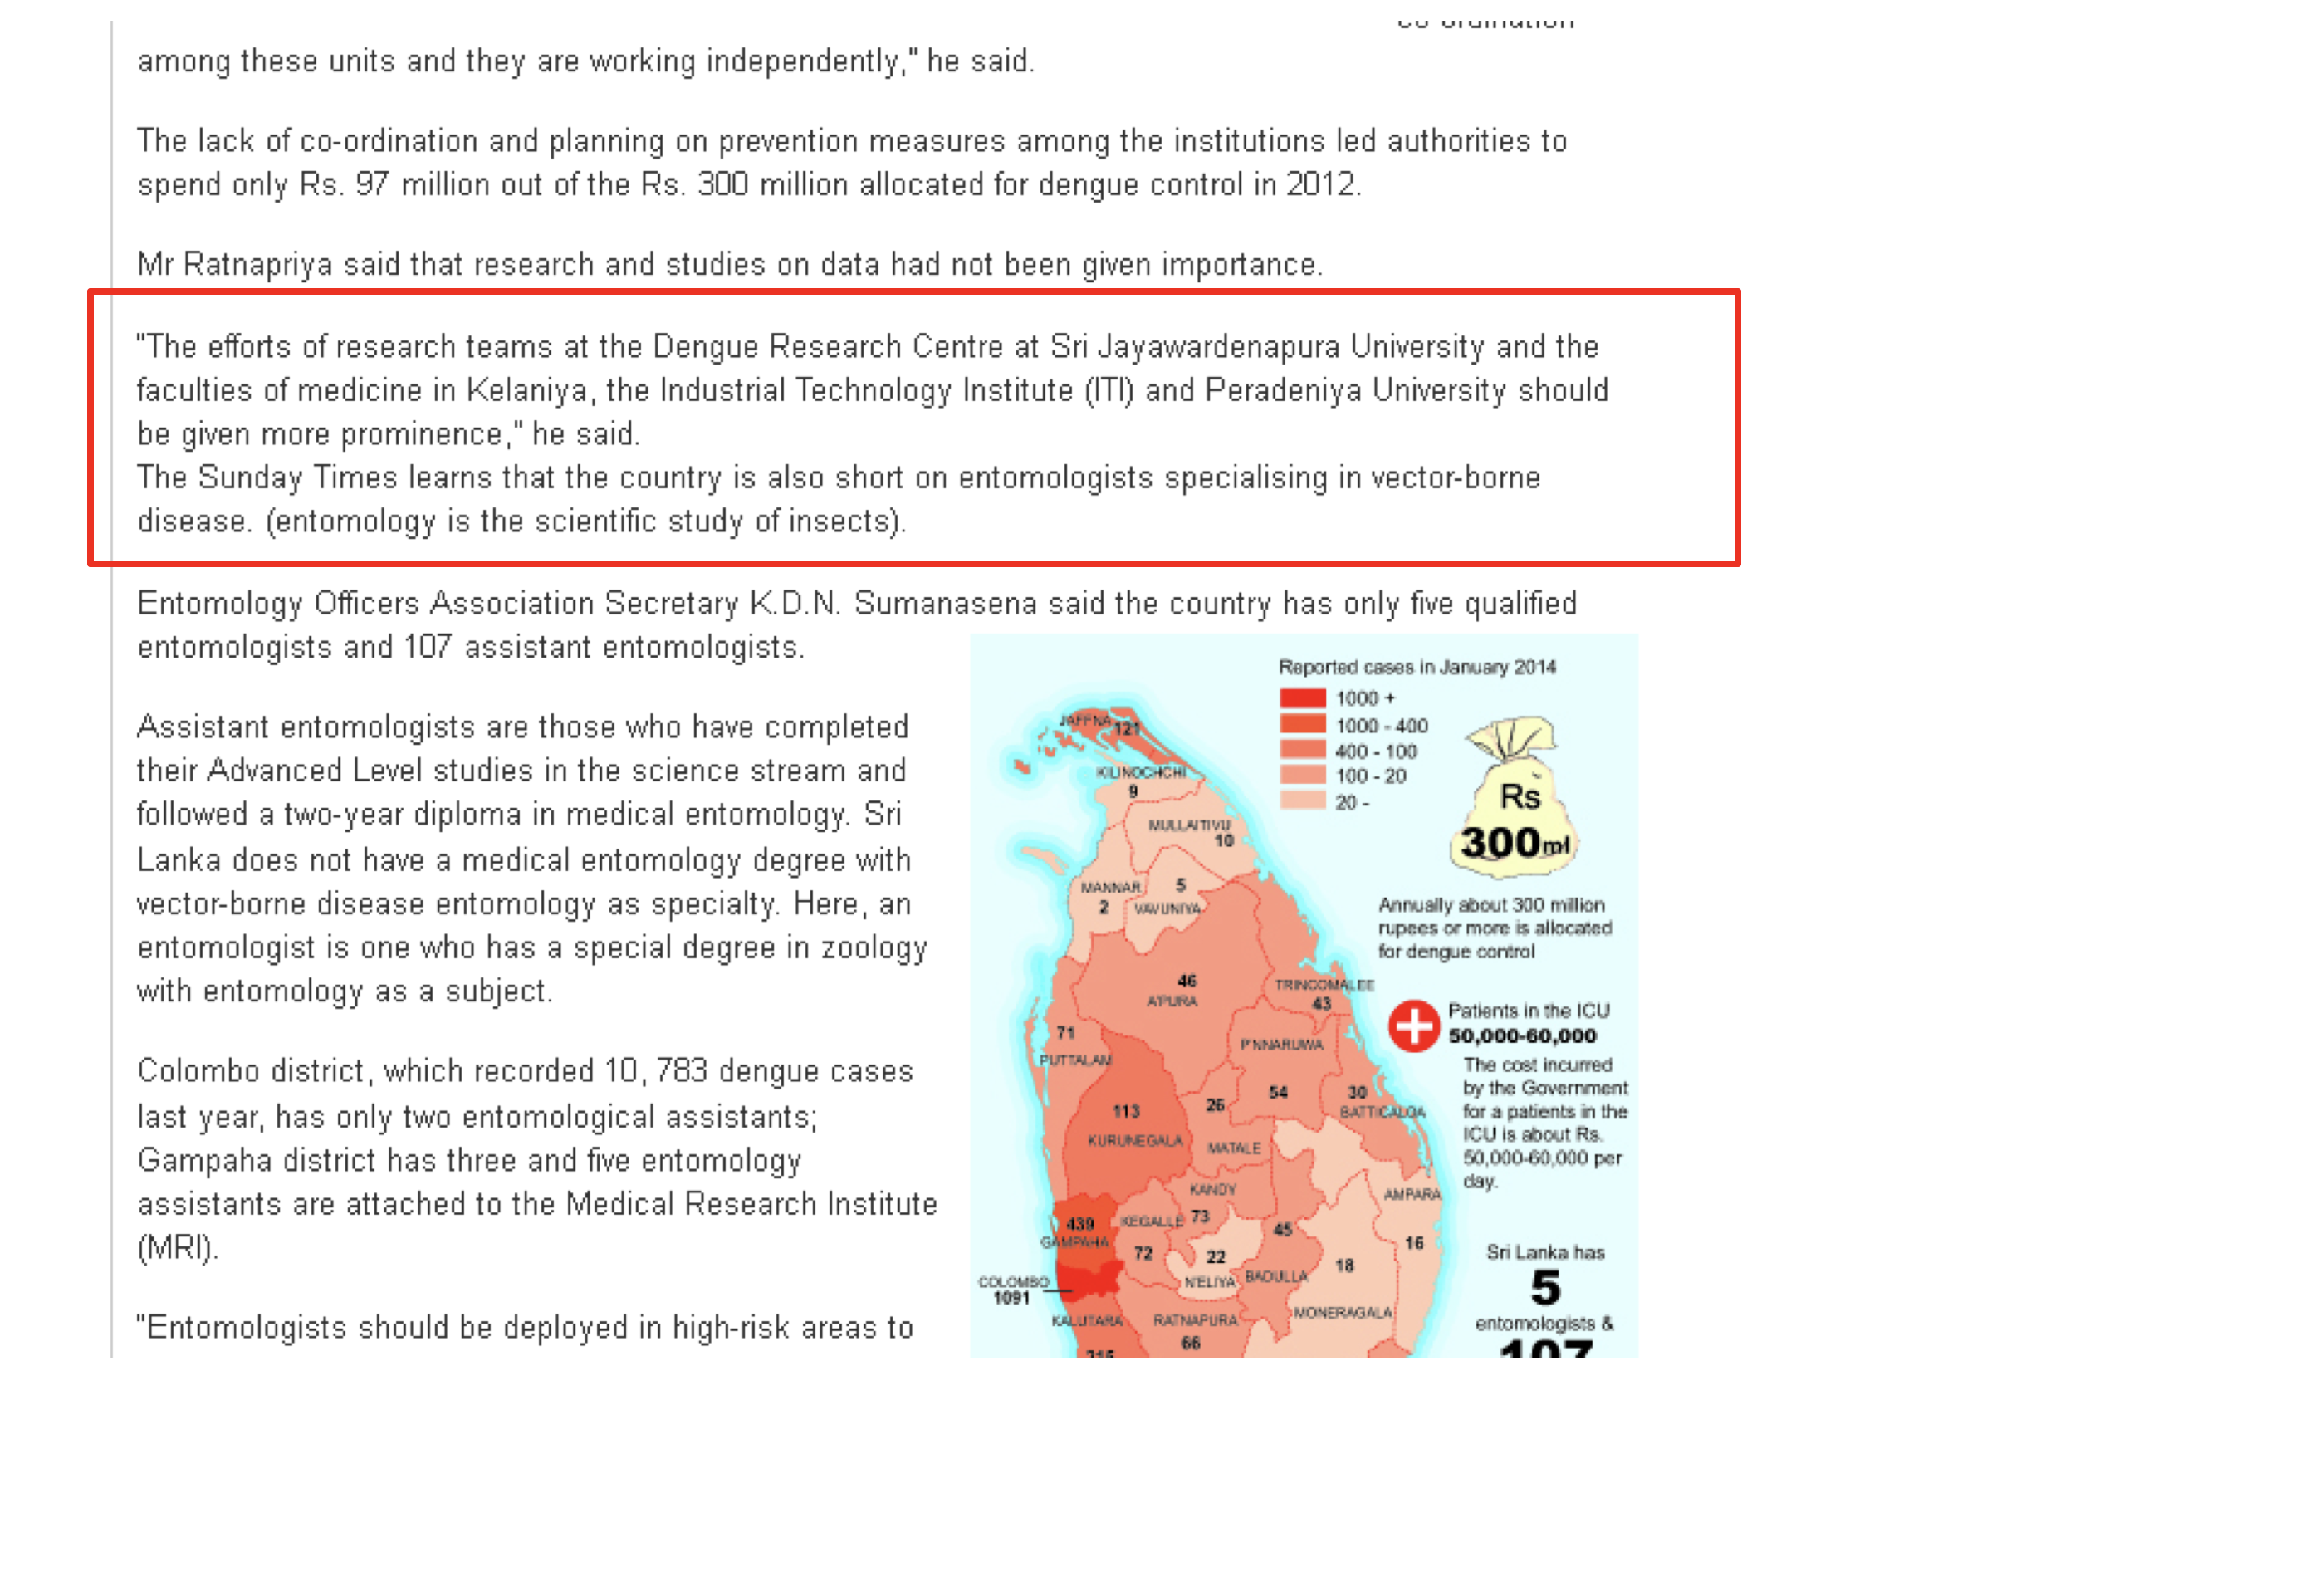 among these units and they are working independently," he said.
The lack of co-ordination and planning on prevention measures among the institutions led authorities to
spend only Rs. 97 million out of the Rs. 300 million allocated for dengue control in 2012.
Mr Ratnapriya said that research and studies on data had not been given importance.
"The efforts of research teams at the Dengue Research Centre at Sri Jayawardenapura University and the
faculties of medicine in Kelaniya, the Industrial Technology Institute (ITI) and Peradeniya University should
be given more prominence," he said.
The Sunday Times learns that the country is also short on entomologists specialising in vector-borne
disease. (entomology is the scientific study of insects).
Entomology Officers Association Secretary K.D.N. Sumanasena said the country has only five qualified
entomologists and 107 assistant entomologists.
Assistant entomologists are those who have completed
their Advanced Level studies in the science stream and
followed a two-year diploma in medical entomology. Sri
Lanka does not have a medical entomology degree with
vector-borne disease entomology as specialty. Here, an
entomologist is one who has a special degree in zoology
with entomology as a subject.
Colombo district, which recorded 10, 783 dengue cases
last year, has only two entomological assistants;
Gampaha district has three and five entomology
assistants are attached to the Medical Research Institute
(MRI).
"Entomologists should be deployed in high-risk areas to
Reported cases in January 2014
1000 +
1000 - 400
400 - 100
100 - 20
20 -
Rs
300ml
Annually about 300 million
rupees or more is allocated
for dengue control
Patients in the ICU
50,000-60,000
The cost incurred
by the Government
for a patients in the
ICU is about Rs.
50,000-60,000 per
day.
Sri Lanka has
5
entomologists &
107
JAFFNA
121
KILINOCHCHI
9
MULLAITIVU
10
MANNAR
2
5
VAVUNIYA
46
A'PURA
TRINCOMALEE
43
71
PUTTALAM
P'NNARUWA
54
30
BATTICALOA
113
KURUNEGALA
26
MATALE
KANDY
73
AMPARA
16
439
GAMPAHA
KEGALLE
72
22
N'ELIYA
45
BADULLA
18
MONERAGALA
COLOMBO
1091
KALUTARA
RATNAPURA
66